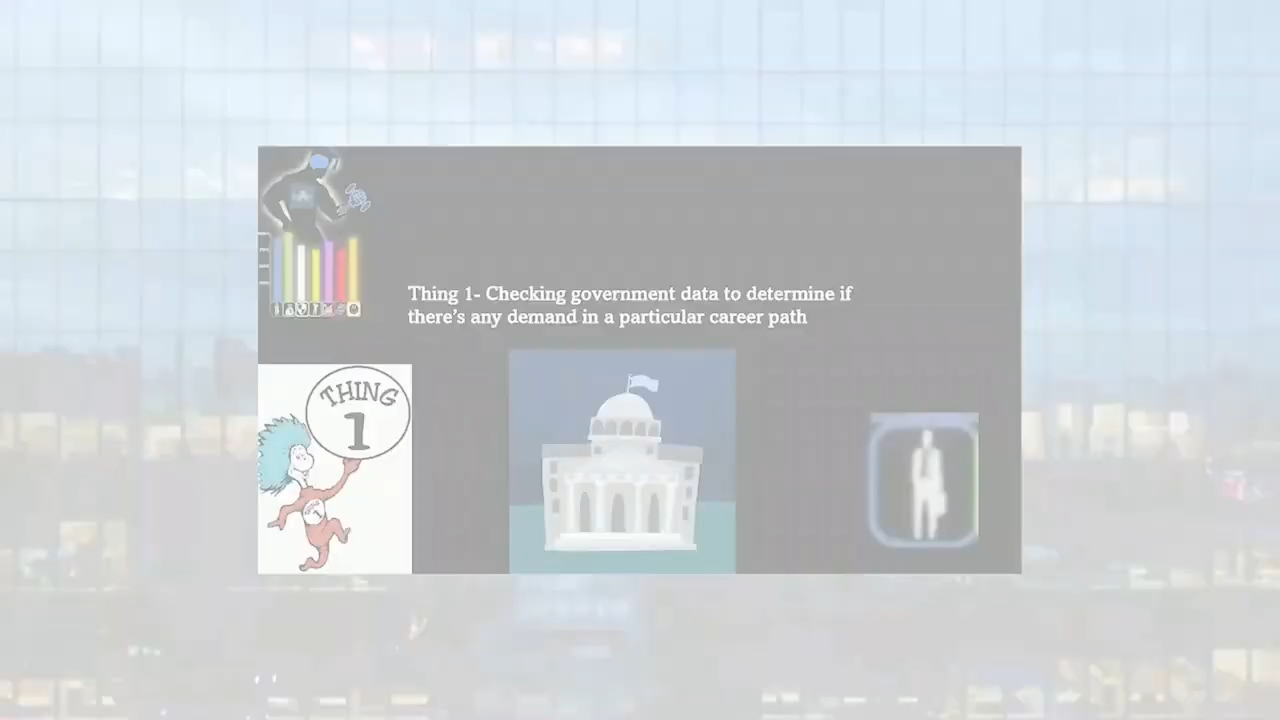 Thing 1- Checking government data to determine if
there's any demand in a particular career path
THING
1